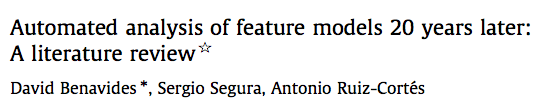 Automated analysis of feature models 20 years later:
A literature review☆
David Benavides*, Sergio Segura, Antonio Ruiz-Cortés